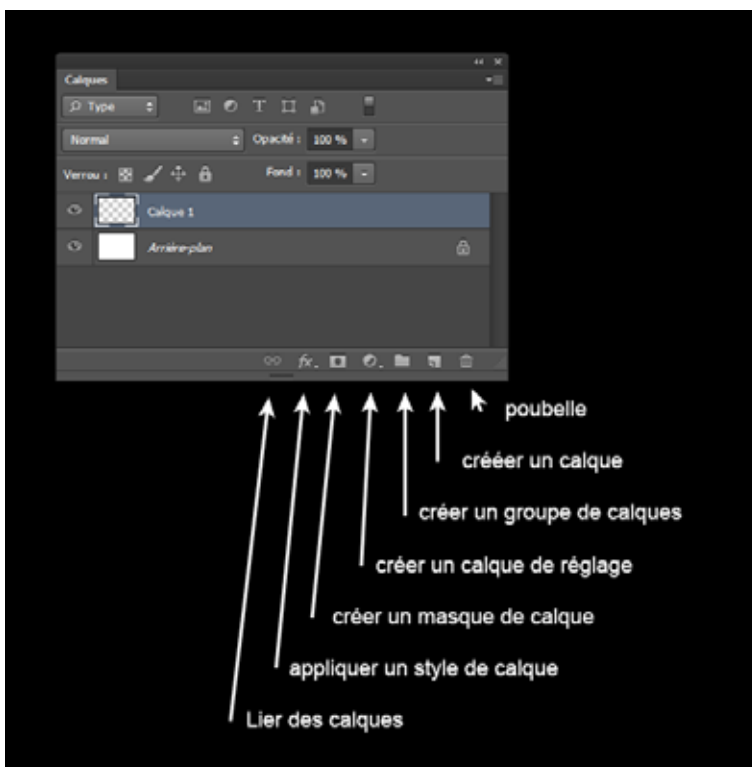 Calques
Type
Normal Opacité : 100 %
Verrou : Fond : 100 %
Calque 1
Arrière-plan
fx
poubelle
crééer un calque
créer un groupe de calques
créer un calque de réglage
créer un masque de calque
appliquer un style de calque
Lier des calques